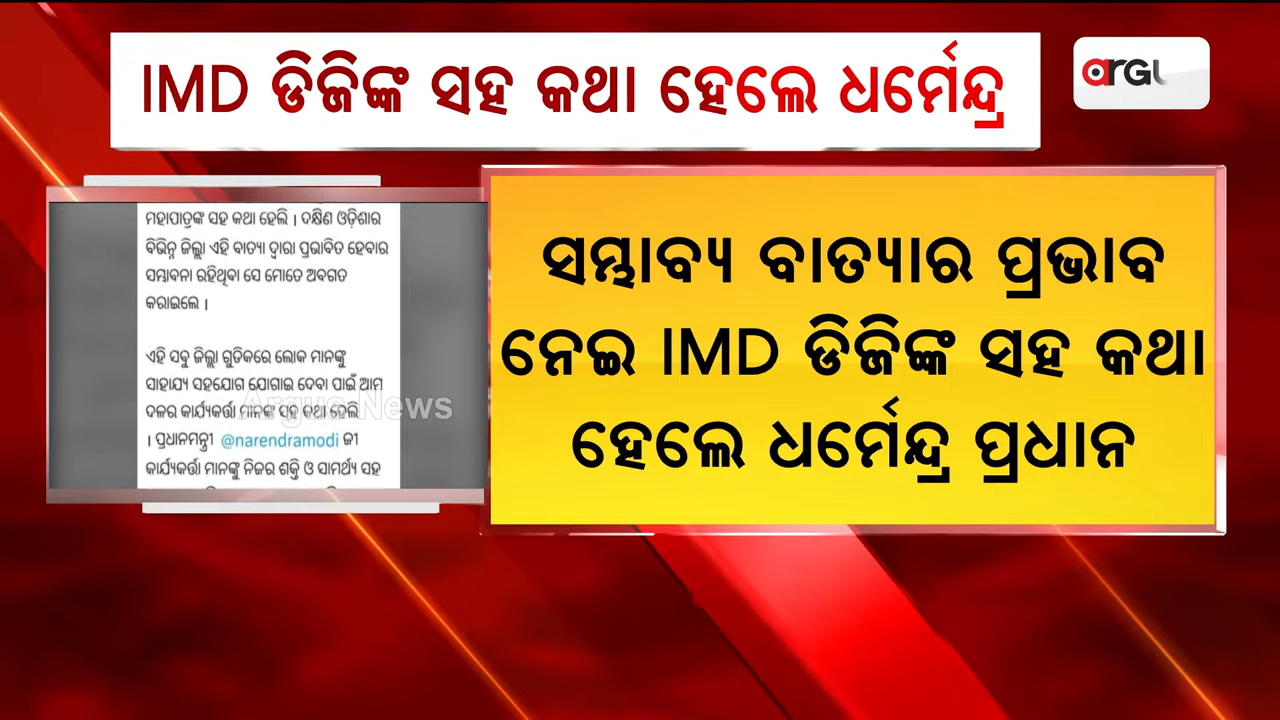 IMD ଡିଜିଙ୍କ ସହ କଥା ହେଲେ ଧର୍ମେନ୍ଦ୍ର
ମହାପାତ୍ରଙ୍କ ସହ କଥା ହେଲି । ଦକ୍ଷିଣ ଓଡ଼ିଶାର
ବିଭିନ୍ନ ଜିଲ୍ଲା ଏହି ବାତ୍ୟା ଦ୍ୱାରା ପ୍ରଭାବିତ ହେବାର
ସମ୍ଭାବନା ରହିଥିବା ସେ ମୋତେ ଅବଗତ
କରାଇଲେ ।
ଏହି ସବୁ ଜିଲ୍ଲା ଗୁଡିକରେ ଲୋକ ମାନଙ୍କୁ
ସାହାଯ୍ୟ ସହଯୋଗ ଯୋଗାଇ ଦେବା ପାଇଁ ଆମ
ଦଳର କାର୍ଯ୍ୟକର୍ତ୍ତା ମାନଙ୍କ ସହ କଥା ହେଲି
। ପ୍ରଧାନମନ୍ତ୍ରୀ @narendramodi ଜୀ
କାର୍ଯ୍ୟକର୍ତ୍ତା ମାନଙ୍କୁ ନିଜର ଶକ୍ତି ଓ ସାମର୍ଥ୍ୟ ସହ
Argus News
ସମ୍ଭାବ୍ୟ ବାତ୍ୟାର ପ୍ରଭାବ
ନେଇ IMD ଡିଜିଙ୍କ ସହ କଥା
ହେଲେ ଧର୍ମେନ୍ଦ୍ର ପ୍ରଧାନ